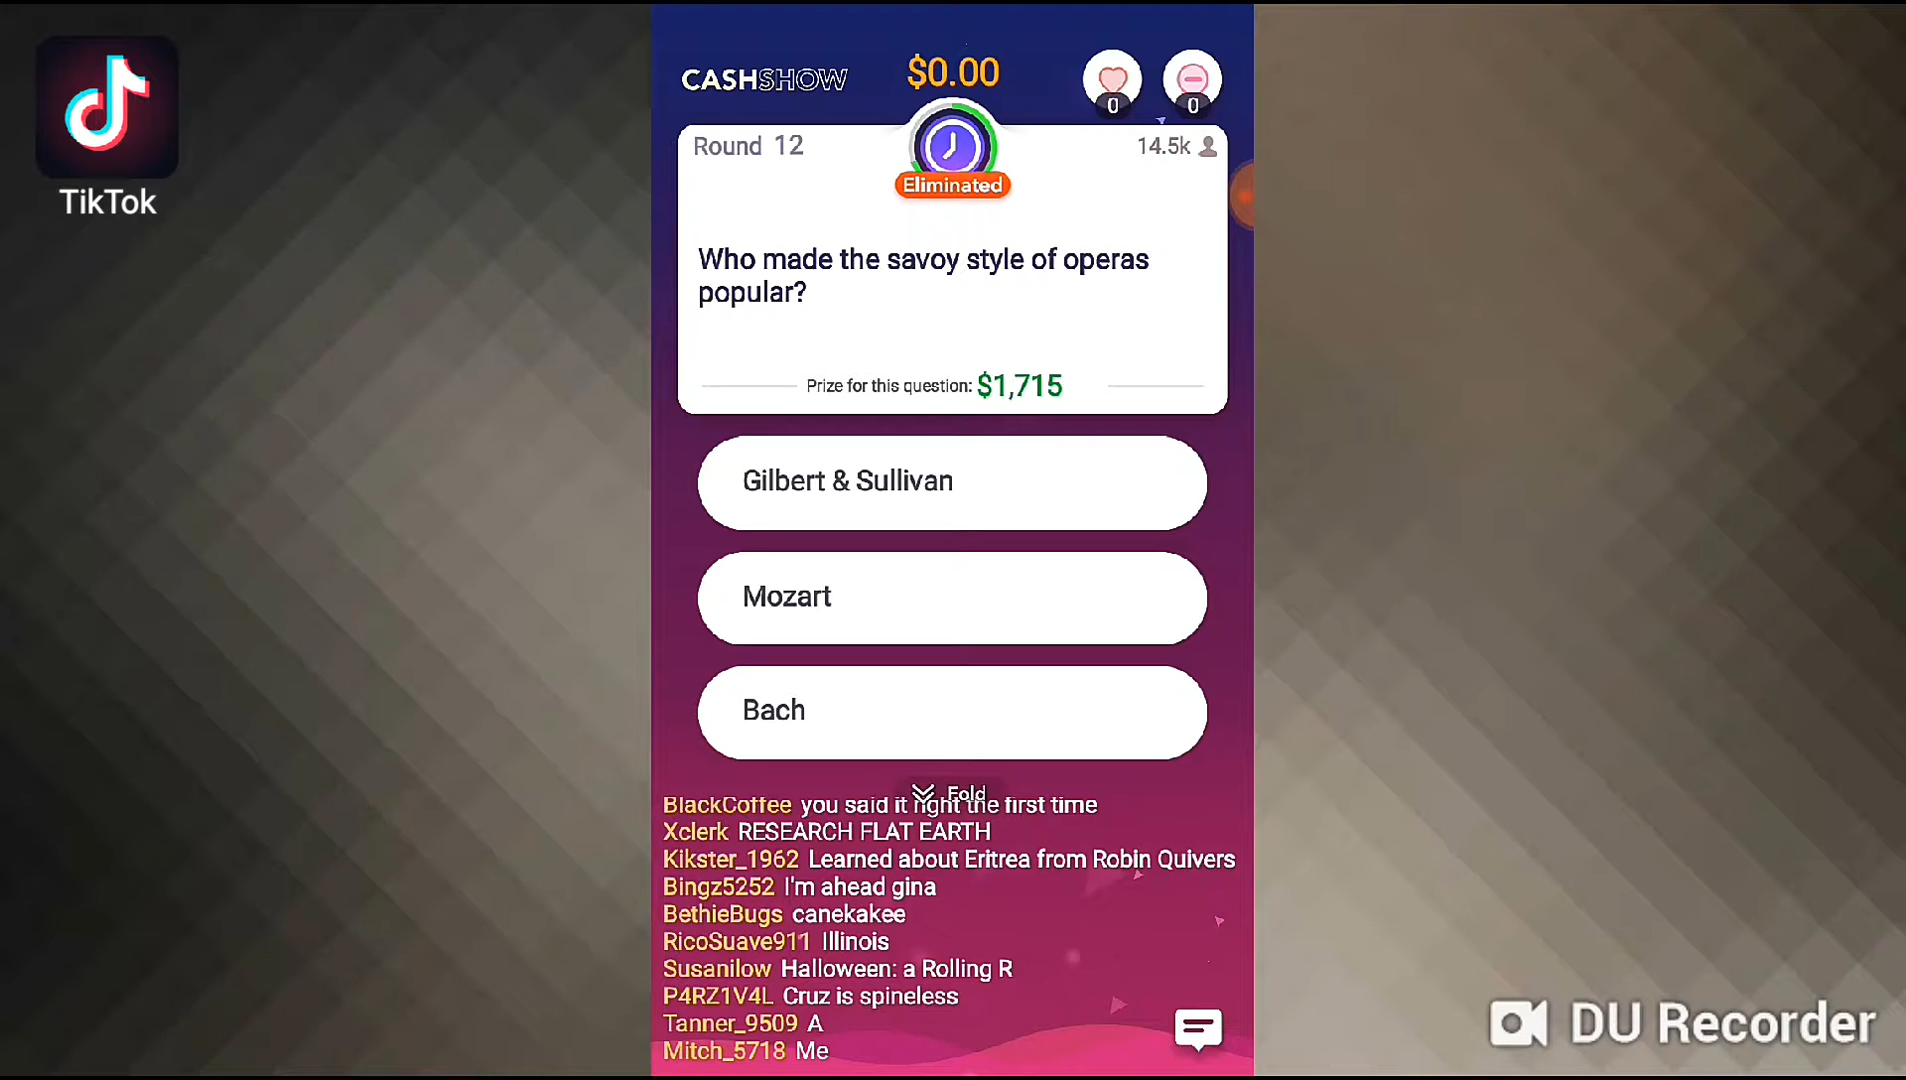 TikTok
CASHSHOW
$0.00
0
0
Round 12
14.5k
Eliminated
Who made the savoy style of operas
popular?
Prize for this question: $1,715
Gilbert & Sullivan
Mozart
Bach
Fold
BlackCoffee you said it right the first time
Xclerk RESEARCH FLAT EARTH
Kikster_1962 Learned about Eritrea from Robin Quivers
Bingz5252 I'm ahead gina
BethieBugs canekakee
RicoSuave911 Illinois
Susanilow Halloween: a Rolling R
P4RZ1V4L Cruz is spineless
Tanner_9509 A
Mitch_5718 Me
DU Recorder